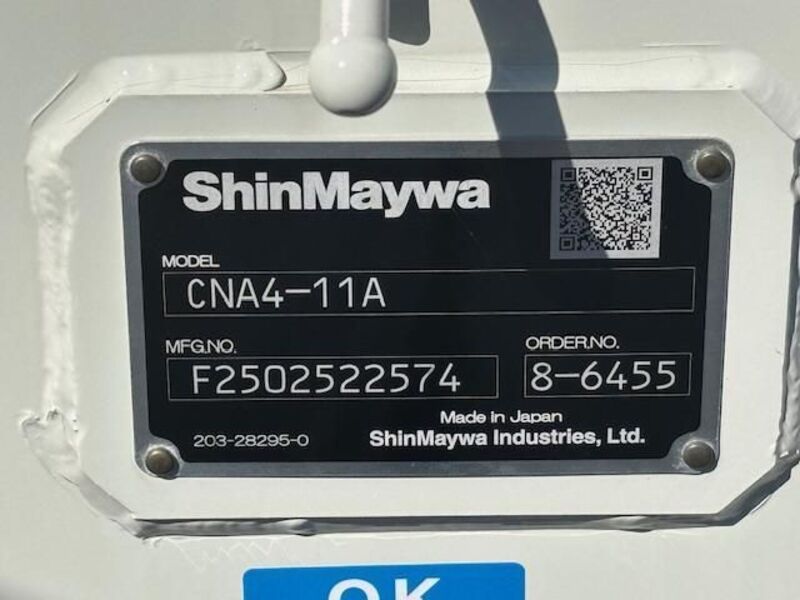 ShinMaywa
MODEL
CNA4-11A
MFG.NO.
F2502522574
ORDER.NO.
8-6455
Made in Japan
203-28295-0
ShinMaywa Industries, Ltd.
OK